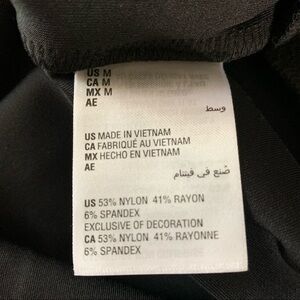 US M
CA M
MX M
AE
وسط
US MADE IN VIETNAM
CA FABRIQUÉ AU VIETNAM
MX HECHO EN VIETNAM
AE
صُنع في فيتنام
US 53% NYLON 41% RAYON
6% SPANDEX
EXCLUSIVE OF DECORATION
CA 53% NYLON 41% RAYONNE
6% SPANDEX